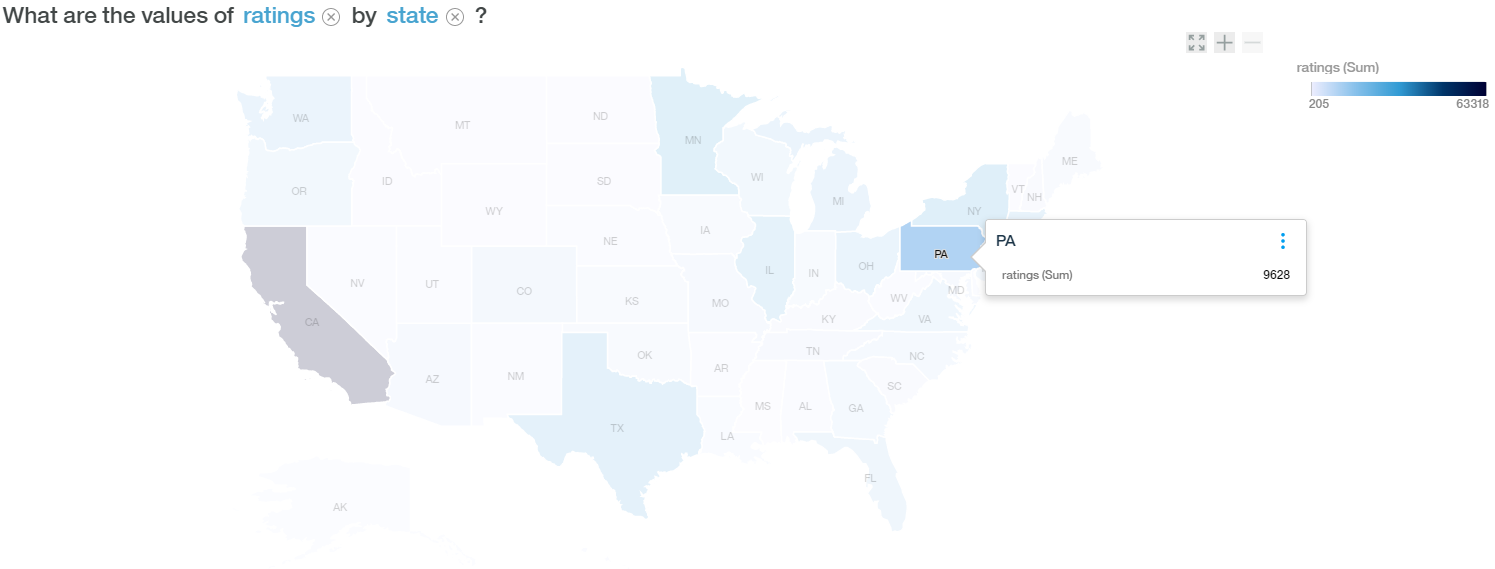 What are the values of ratings by state ?
ratings (Sum)
205 63318
WA
MT
ND
MN
ME
OR
ID
SD
WI
MI
VT
NH
WY
NY
IA
NE
PA
PA
ratings (Sum) 9628
NV
UT
CO
IL
IN
OH
KS
MO
WV
MD
KY
VA
CA
OK
TN
NC
AZ
NM
AR
SC
MS
AL
GA
TX
LA
FL
AK